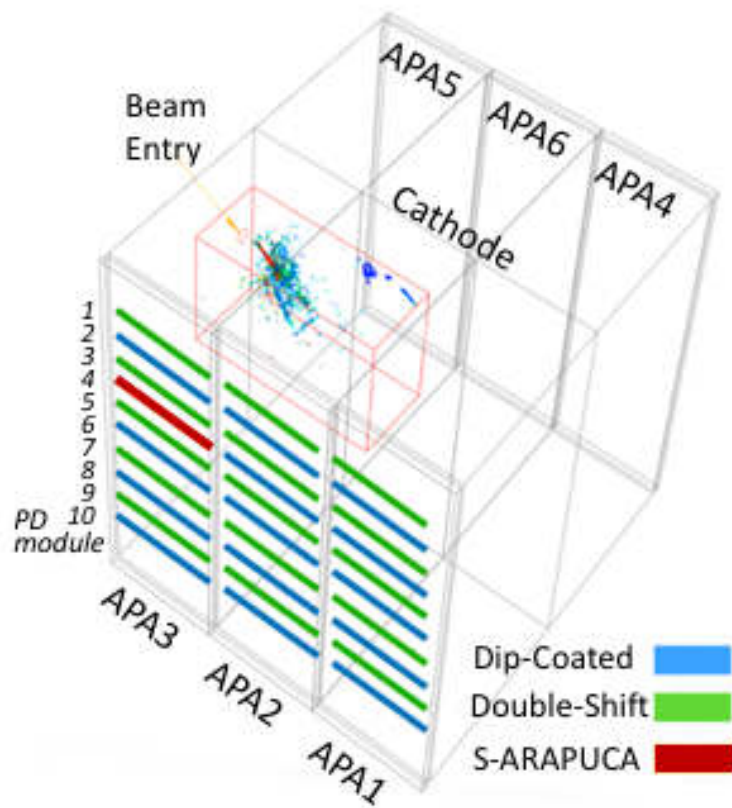 APA5
APA6
APA4
Beam
Entry
Cathode
1
2
3
4
5
6
7
8
9
PD 10
module
APA3
APA2
APA1
Dip-Coated
Double-Shift
S-ARAPUCA